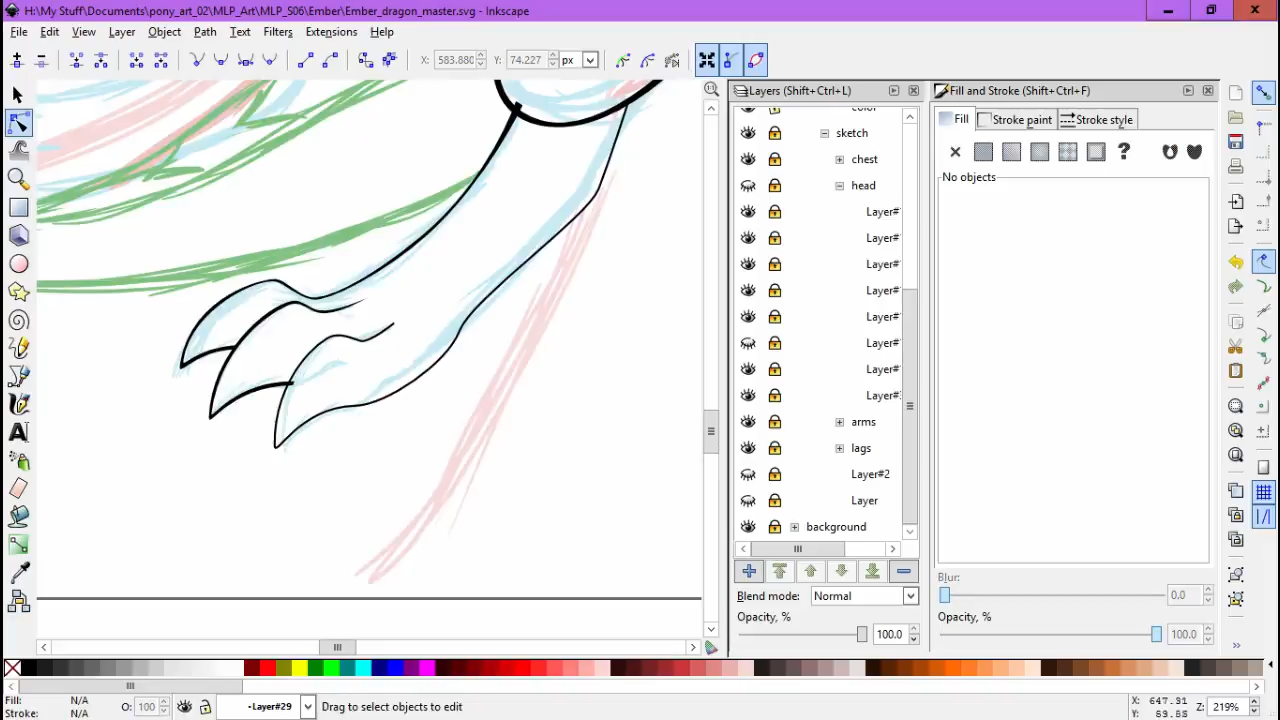 H:\My Stuff\Documents\pony_art_02\MLP_Art\MLP_S06\Ember\Ember_dragon_master.svg - Inkscape
File Edit View Layer Object Path Text Filters Extensions Help
X: 583.880 Y: 74.227 px
Layers (Shift+Ctrl+L)
Fill and Stroke (Shift+Ctrl+F)
color
Fill Stroke paint Stroke style
sketch
?
chest
No objects
head
Layer#
Layer#
Layer#
Layer#
Layer#
Layer#
Layer#
Layer#
arms
lags
Layer#2
Layer
background
Blur:
0.0
Blend mode: Normal
Opacity, %
100.0
Opacity, %
100.0
Fill: N/A
Stroke: N/A
O: 100
-Layer#29
Drag to select objects to edit
X: 647.91
Y: 69.85
Z: 219%